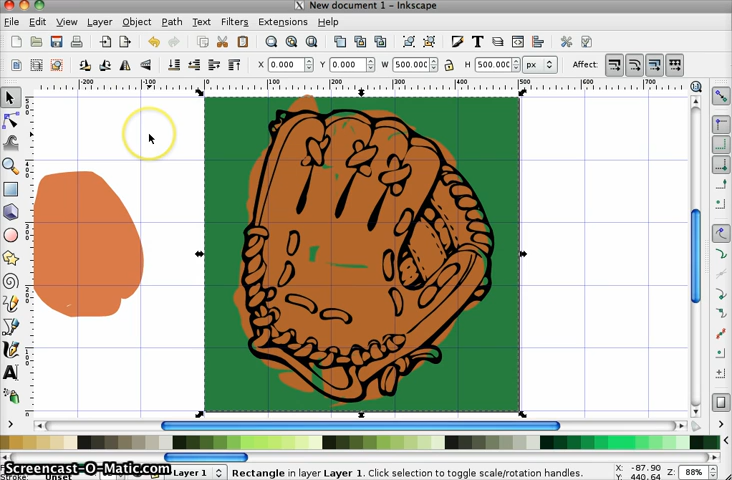 New document 1 - Inkscape
File Edit View Layer Object Path Text Filters Extensions Help
X 0.000 Y 0.000 W 500.000 H 500.000 px Affect:
-200 0 100 200 300 400 500 600 700
Screencast-O-Matic.com
Layer 1 Rectangle in layer Layer 1. Click selection to toggle scale/rotation handles. X: -87.90 Z: 88%
Stroke: Unset Y: 440.64